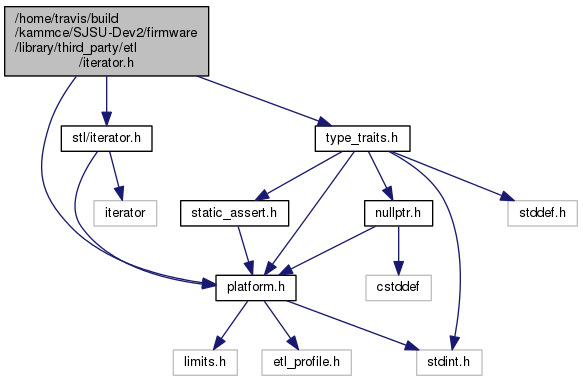 /home/travis/build
/kammce/SJSU-Dev2/firmware
/library/third_party/etl
/iterator.h
stl/iterator.h
type_traits.h
iterator
static_assert.h
nullptr.h
stddef.h
platform.h
cstddef
limits.h
etl_profile.h
stdint.h